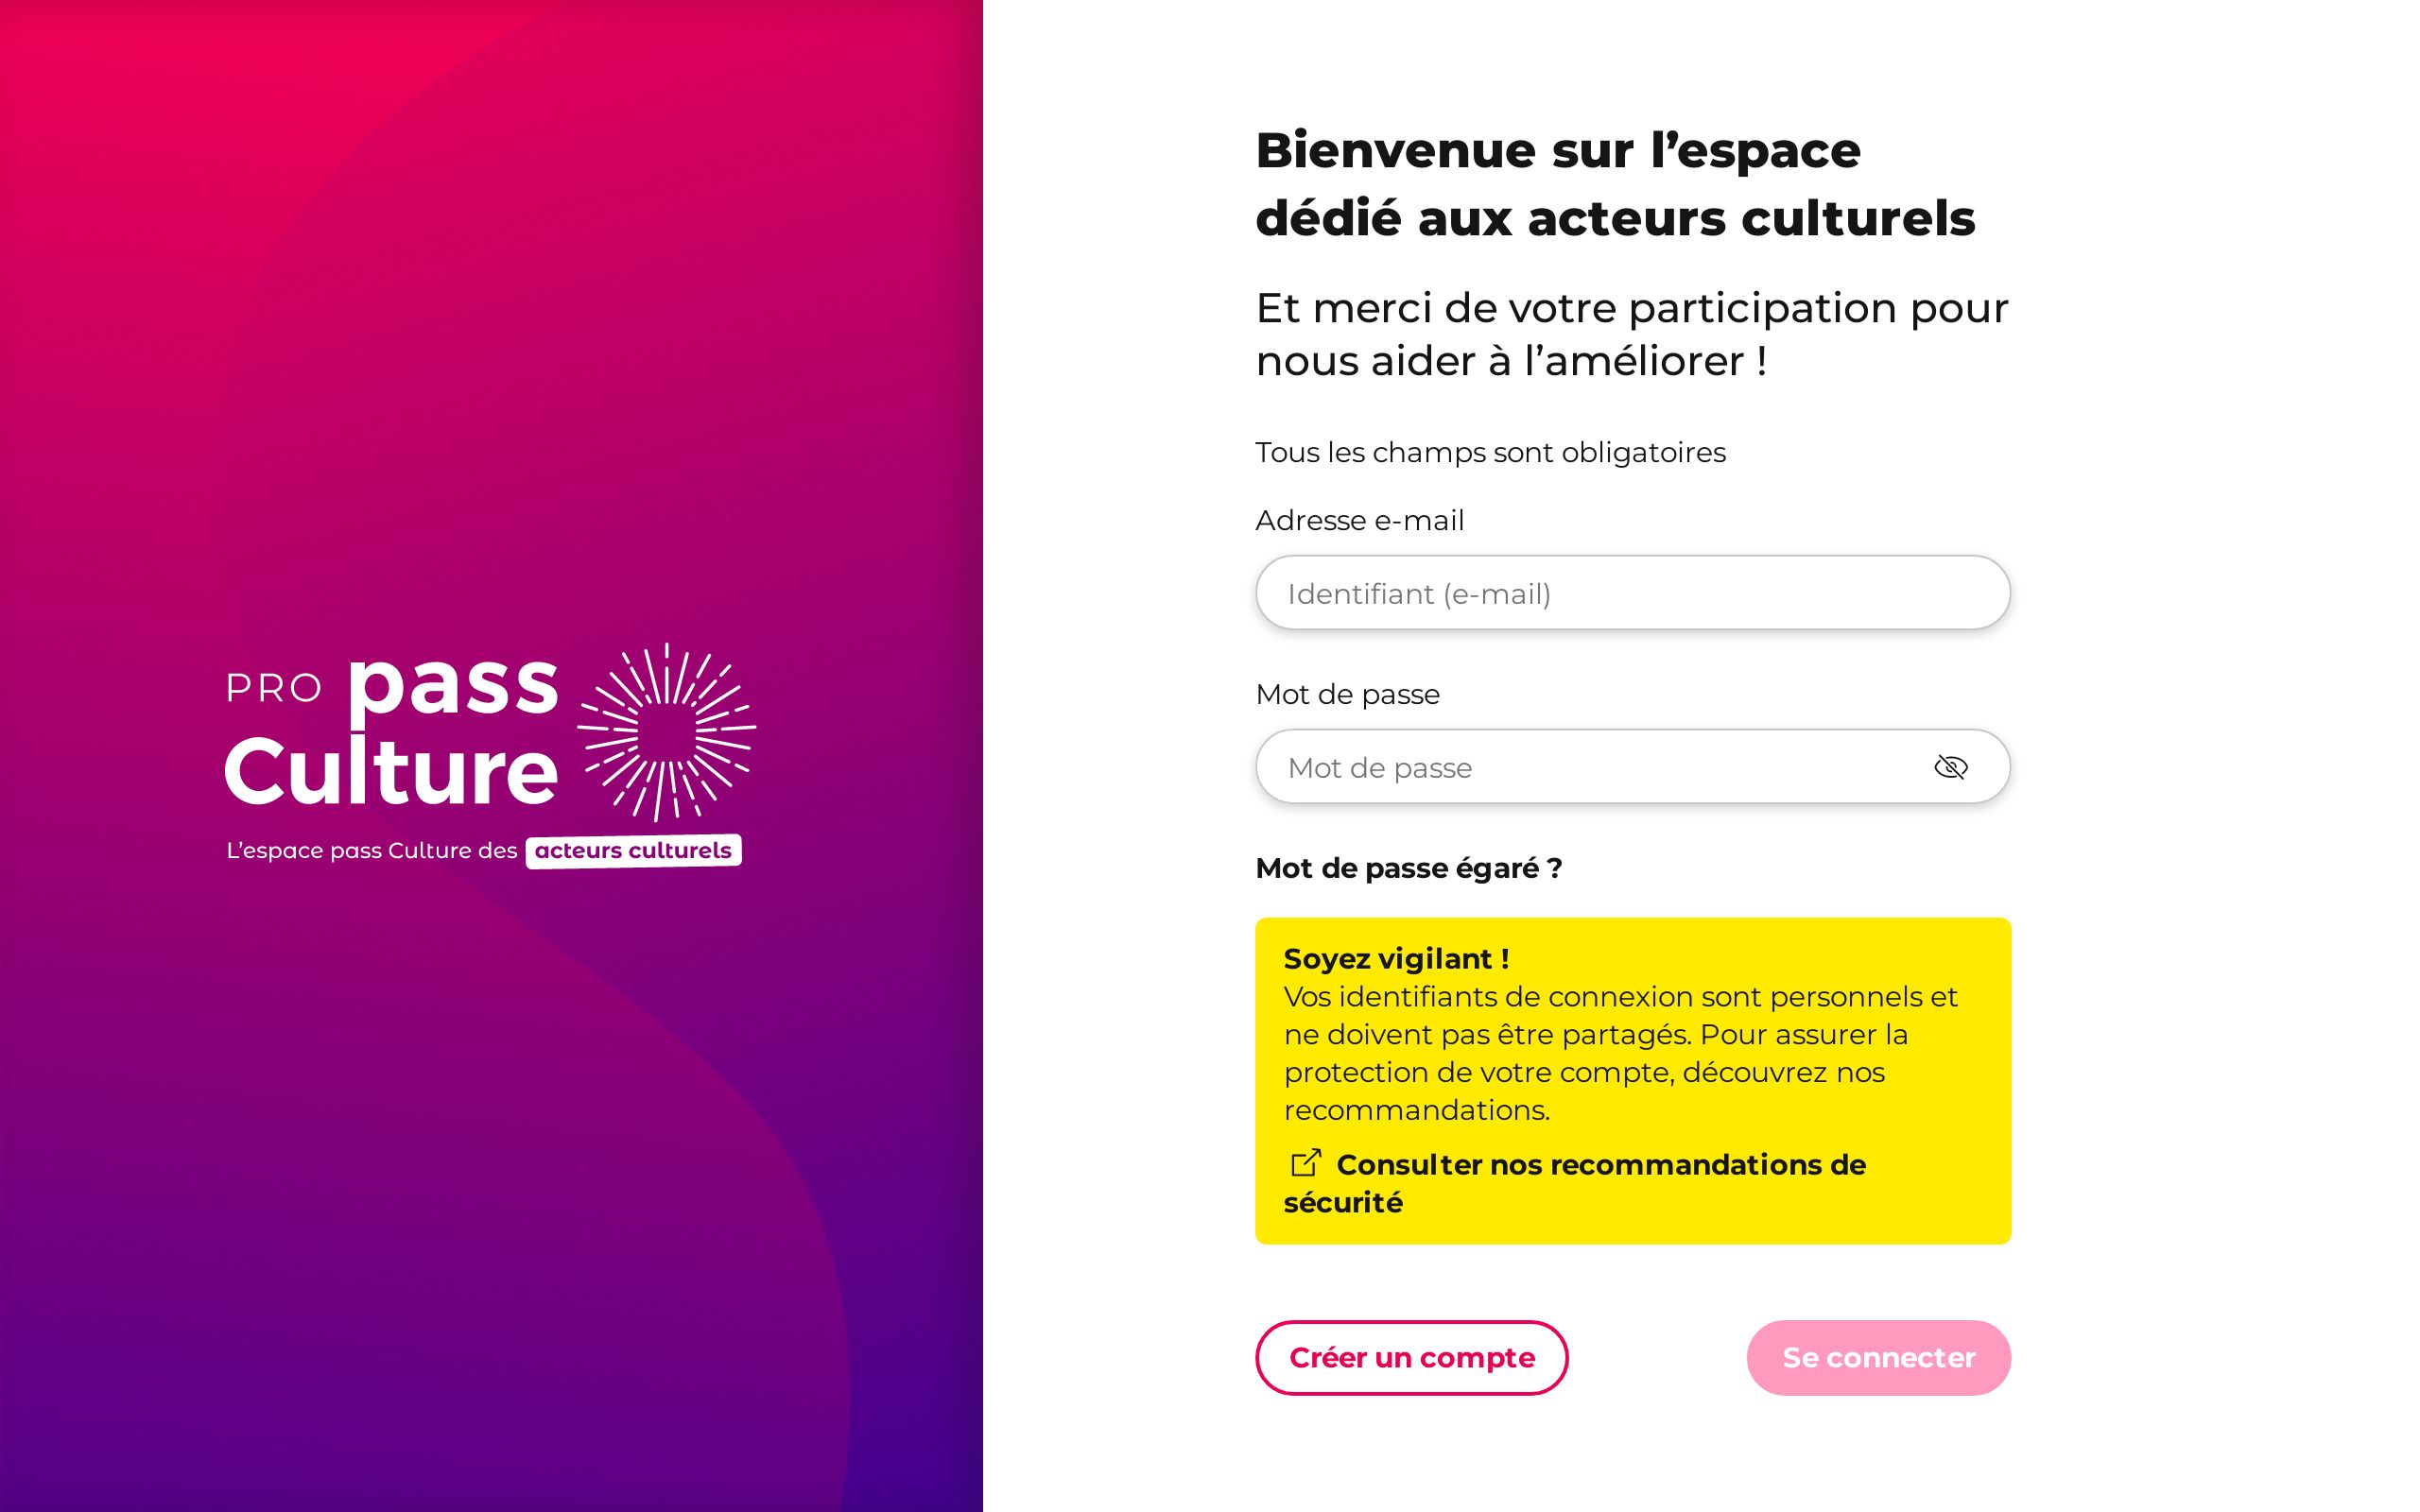 PRO pass
Culture
L’espace pass Culture des acteurs culturels
Bienvenue sur l’espace
dédié aux acteurs culturels
Et merci de votre participation pour
nous aider à l’améliorer !
Tous les champs sont obligatoires
Adresse e-mail
Identifiant (e-mail)
Mot de passe
Mot de passe
Mot de passe égaré ?
Soyez vigilant !
Vos identifiants de connexion sont personnels et
ne doivent pas être partagés. Pour assurer la
protection de votre compte, découvrez nos
recommandations.
Consulter nos recommandations de
sécurité
Créer un compte
Se connecter